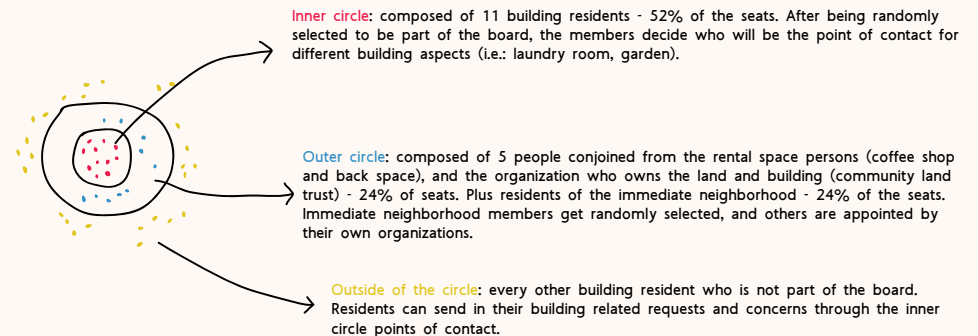 Inner circle: composed of 11 building residents - 52% of the seats. After being randomly
selected to be part of the board, the members decide who will be the point of contact for
different building aspects (i.e.: laundry room, garden).
Outer circle: composed of 5 people conjoined from the rental space persons (coffee shop
and back space), and the organization who owns the land and building (community land
trust) - 24% of seats. Plus residents of the immediate neighborhood - 24% of the seats.
Immediate neighborhood members get randomly selected, and others are appointed by
their own organizations.
Outside of the circle: every other building resident who is not part of the board.
Residents can send in their building related requests and concerns through the inner
circle points of contact.